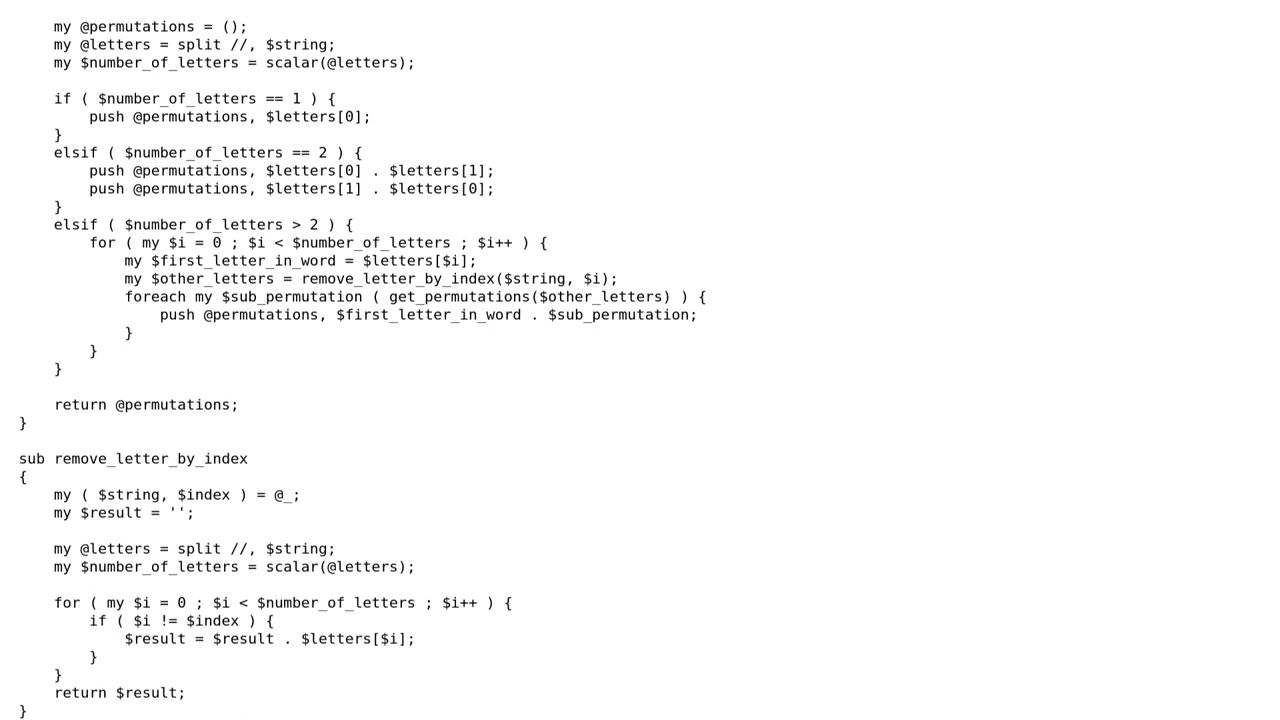 my @permutations = ();
    my @letters = split //, $string;
    my $number_of_letters = scalar(@letters);

    if ( $number_of_letters == 1 ) {
        push @permutations, $letters[0];
    }
    elsif ( $number_of_letters == 2 ) {
        push @permutations, $letters[0] . $letters[1];
        push @permutations, $letters[1] . $letters[0];
    }
    elsif ( $number_of_letters > 2 ) {
        for ( my $i = 0 ; $i < $number_of_letters ; $i++ ) {
            my $first_letter_in_word = $letters[$i];
            my $other_letters = remove_letter_by_index($string, $i);
            foreach my $sub_permutation ( get_permutations($other_letters) ) {
                push @permutations, $first_letter_in_word . $sub_permutation;
            }
        }
    }

    return @permutations;
}

sub remove_letter_by_index
{
    my ( $string, $index ) = @_;
    my $result = '';

    my @letters = split //, $string;
    my $number_of_letters = scalar(@letters);

    for ( my $i = 0 ; $i < $number_of_letters ; $i++ ) {
        if ( $i != $index ) {
            $result = $result . $letters[$i];
        }
    }
    return $result;
}